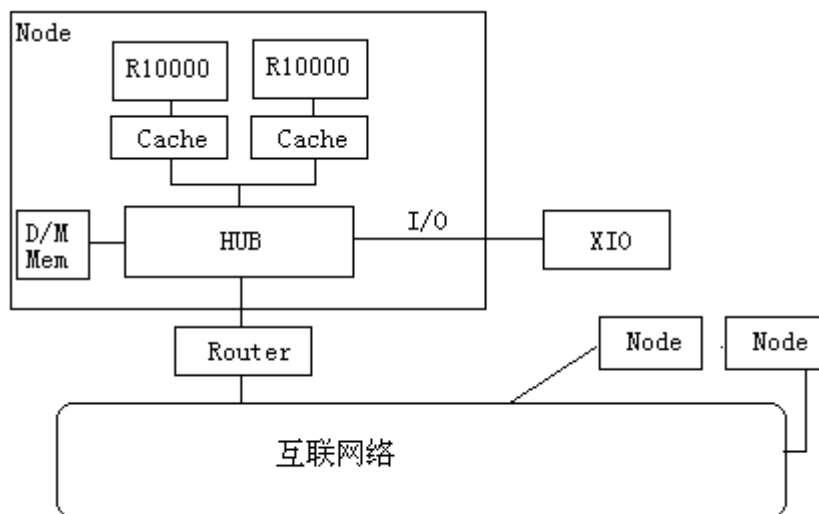 Node
R10000
R10000
Cache
Cache
D/M
Mem
HUB
I/O
XIO
Router
Node
Node
互联网络